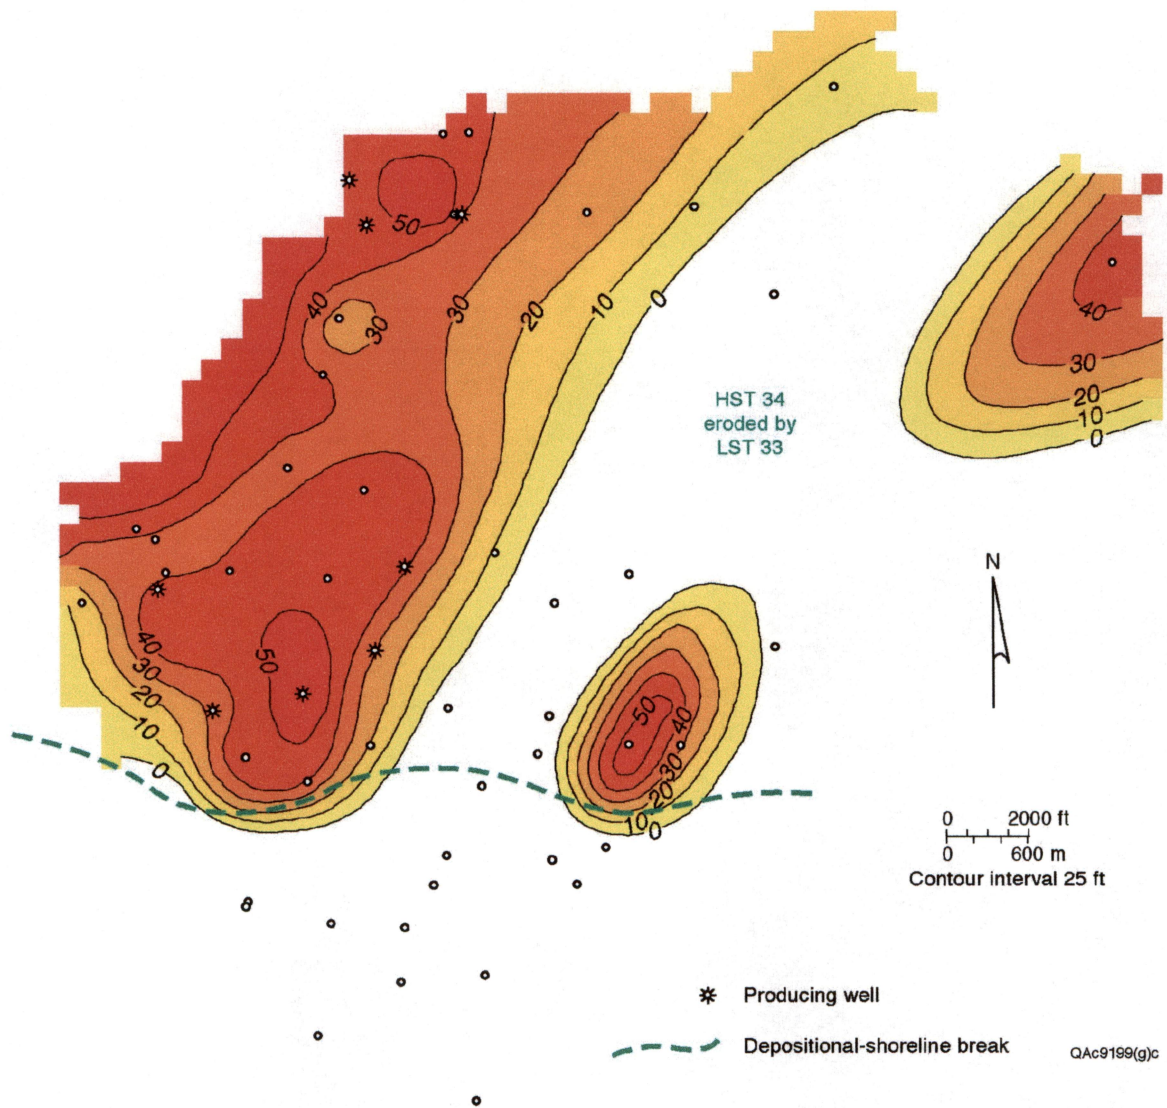 50
40
30
30
20
10
0
40
30
20
10
0
HST 34
eroded by
LST 33
N
50
40
30
20
10
0
50
40
30
20
10
0
0 2000 ft
0 600 m
Contour interval 25 ft
Producing well
Depositional-shoreline break
QAc9199(g)c